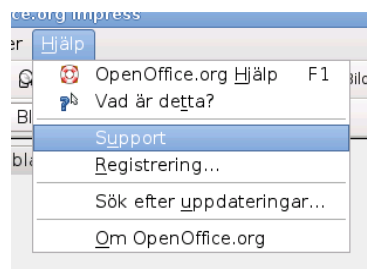 ce.org Impress
er Hjälp
OpenOffice.org Hjälp F1
Vad är detta?
Support
Registrering...
Sök efter uppdateringar...
Om OpenOffice.org
Bild
Bl
bla